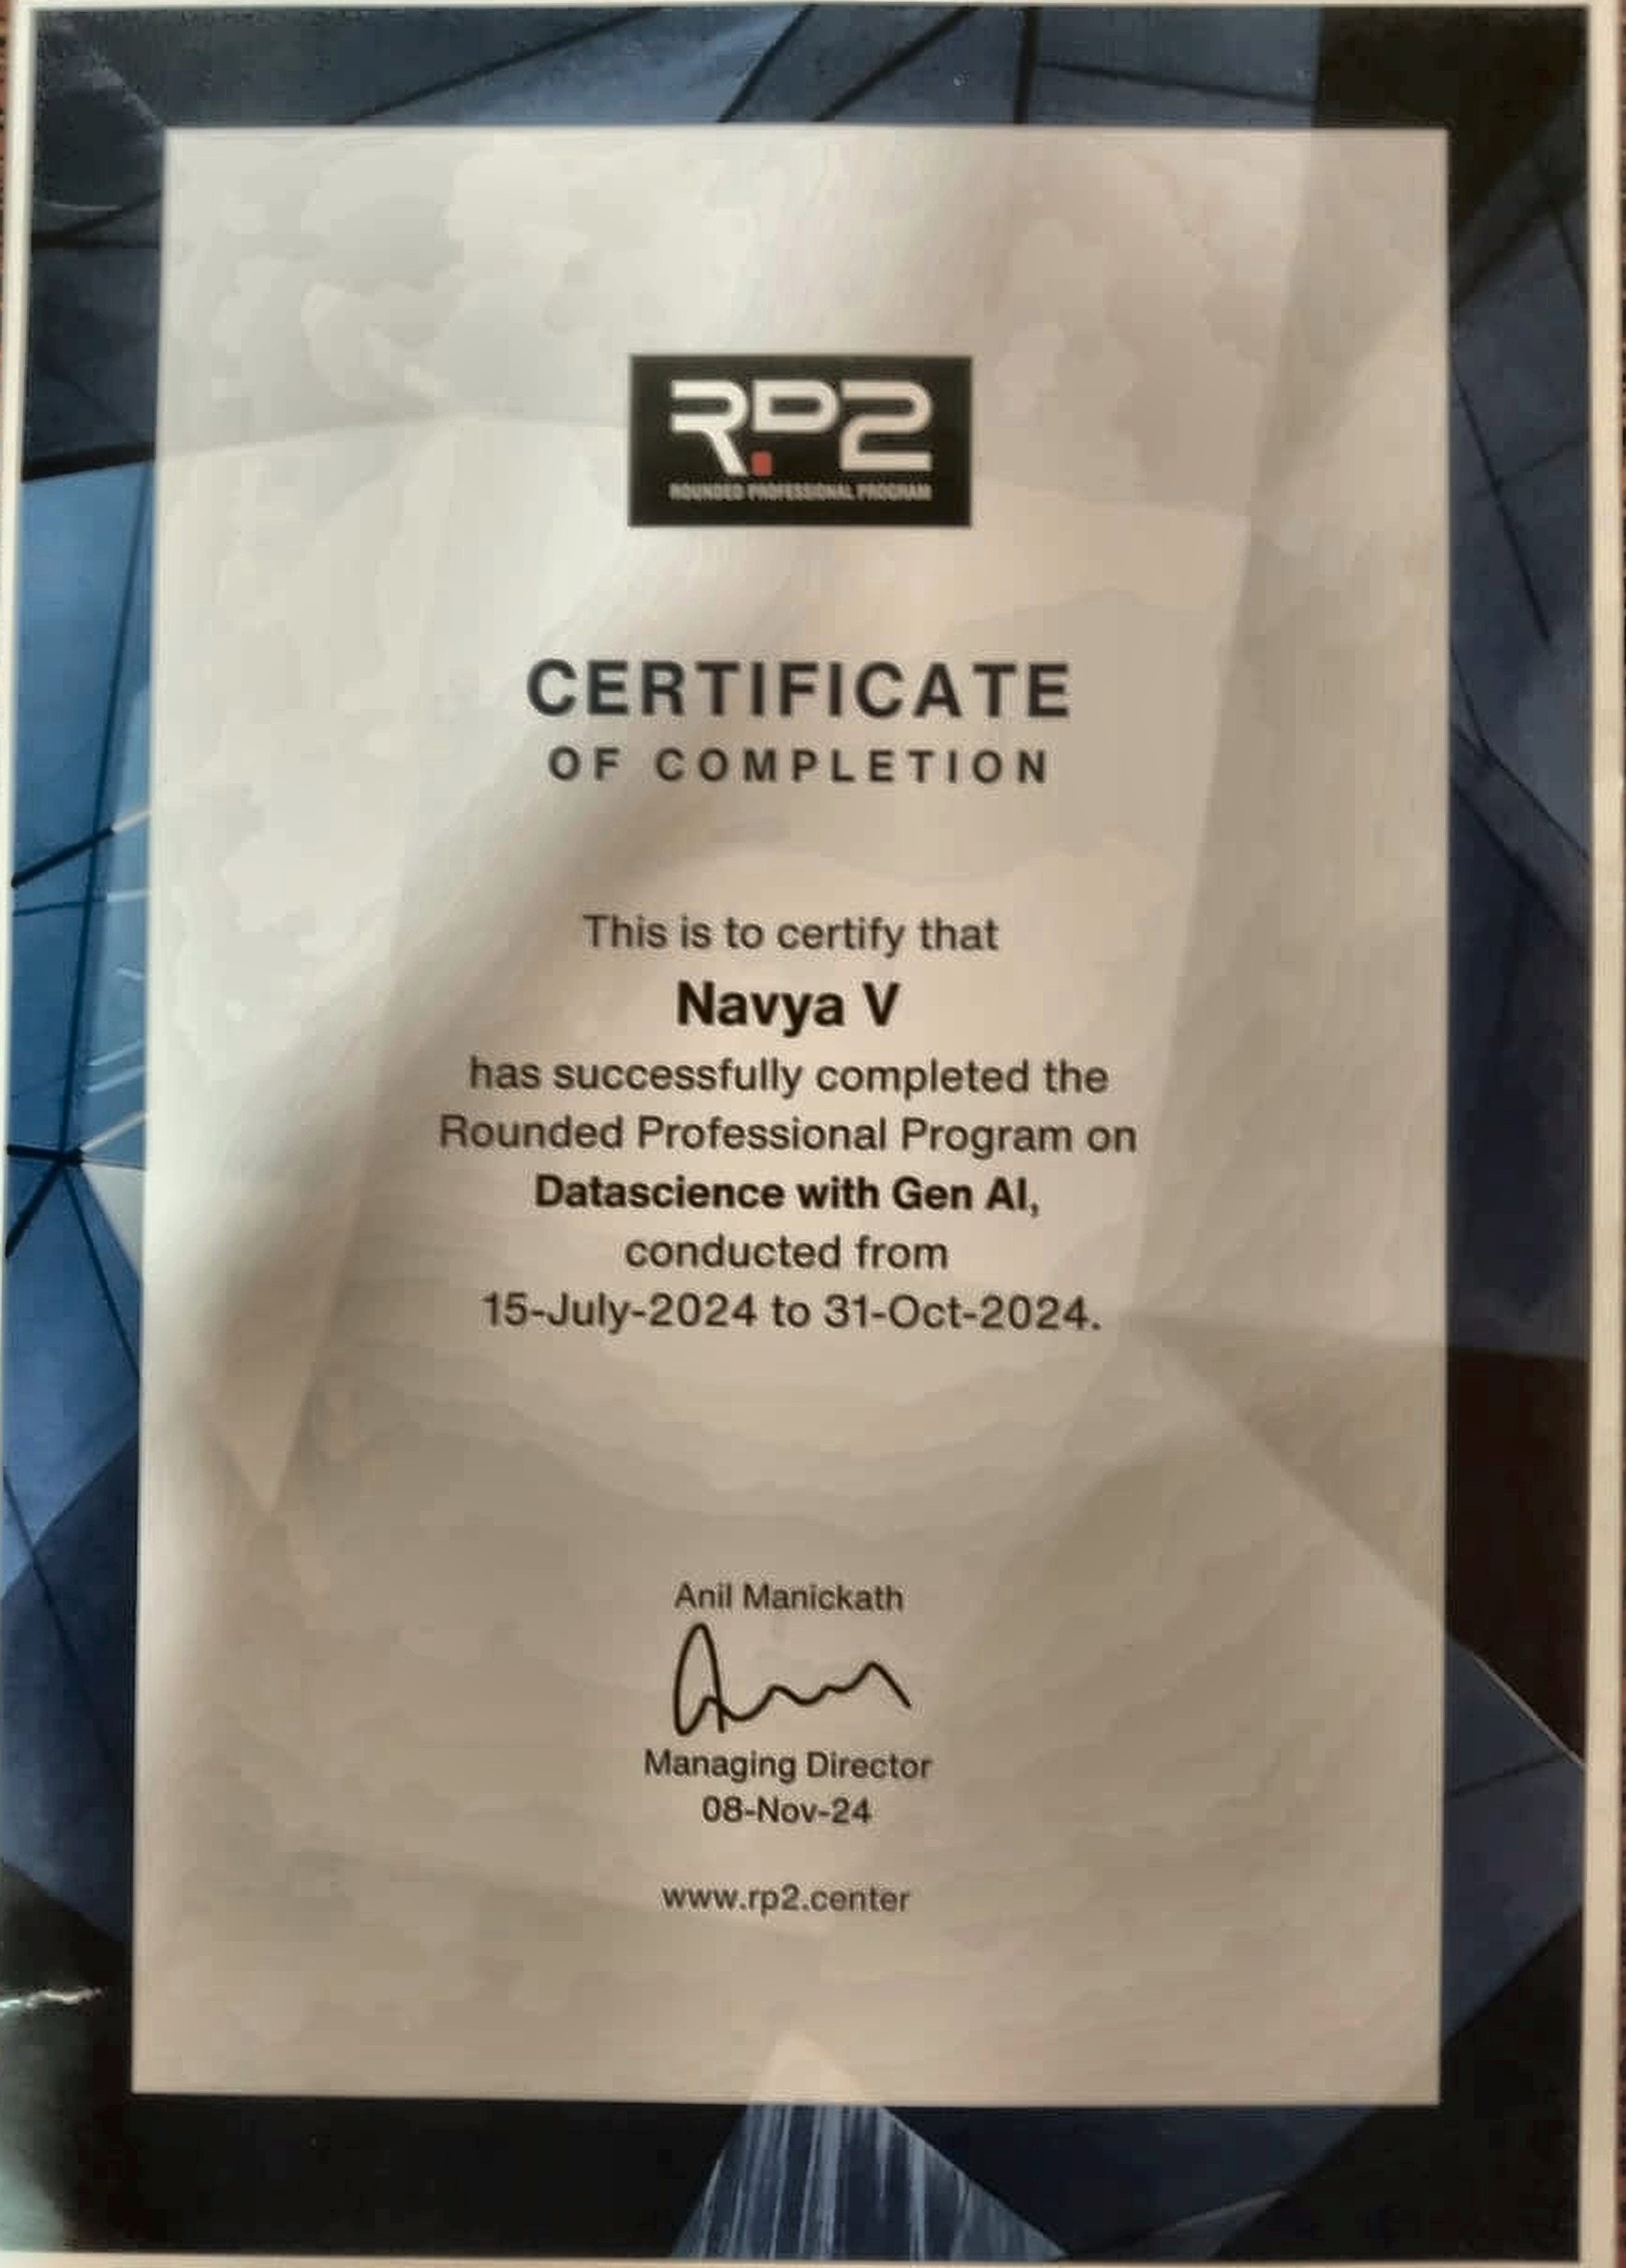 RP2
ROUNDED PROFESSIONAL PROGRAM
CERTIFICATE
OF COMPLETION
This is to certify that
Navya V
has successfully completed the
Rounded Professional Program on
Datascience with Gen AI,
conducted from
15-July-2024 to 31-Oct-2024.
Anil Manickath
Managing Director
08-Nov-24
www.rp2.center